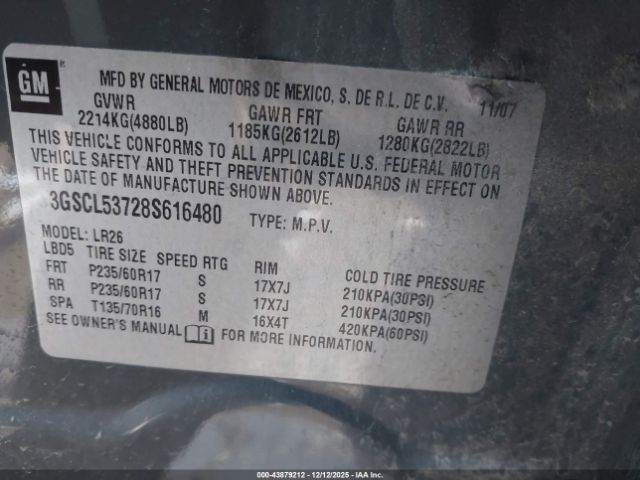 GM
®
MFD BY GENERAL MOTORS DE MEXICO, S. DE R.L. DE C.V. 11/07
GVWR GAWR FRT GAWR RR
2214KG(4880LB) 1185KG(2612LB) 1280KG(2822LB)
THIS VEHICLE CONFORMS TO ALL APPLICABLE U.S. FEDERAL MOTOR
VEHICLE SAFETY AND THEFT PREVENTION STANDARDS IN EFFECT ON
THE DATE OF MANUFACTURE SHOWN ABOVE.
3GSCL53728S616480 TYPE: M.P.V.
MODEL: LR26
LBD5 TIRE SIZE SPEED RTG RIM COLD TIRE PRESSURE
FRT P235/60R17 S 17X7J 210KPA(30PSI)
RR P235/60R17 S 17X7J 210KPA(30PSI)
SPA T135/70R16 M 16X4T 420KPA(60PSI)
SEE OWNER'S MANUAL i FOR MORE INFORMATION.
000-43879212 - 12/12/2025 - IAAI, Inc.